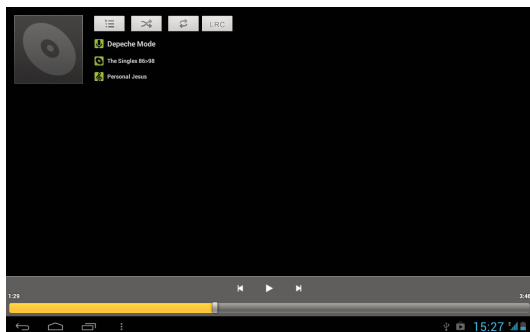 LRC
Depeche Mode
The Singles 86>98
Personal Jesus
1:29
3:46
15:27